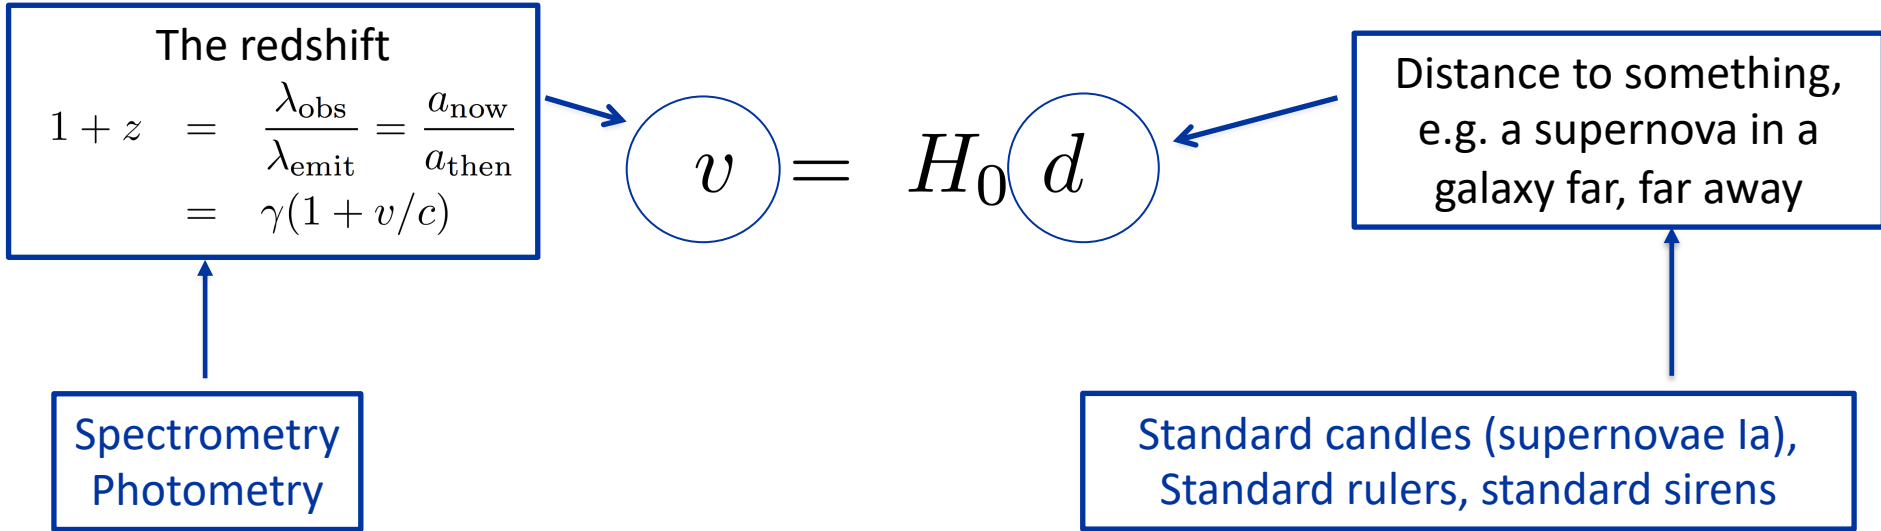 The redshift
1 + z = λobs/λemit = anow/athen
= γ(1 + v/c)
v = H0 d
Distance to something,
e.g. a supernova in a
galaxy far, far away
Spectrometry
Photometry
Standard candles (supernovae Ia),
Standard rulers, standard sirens